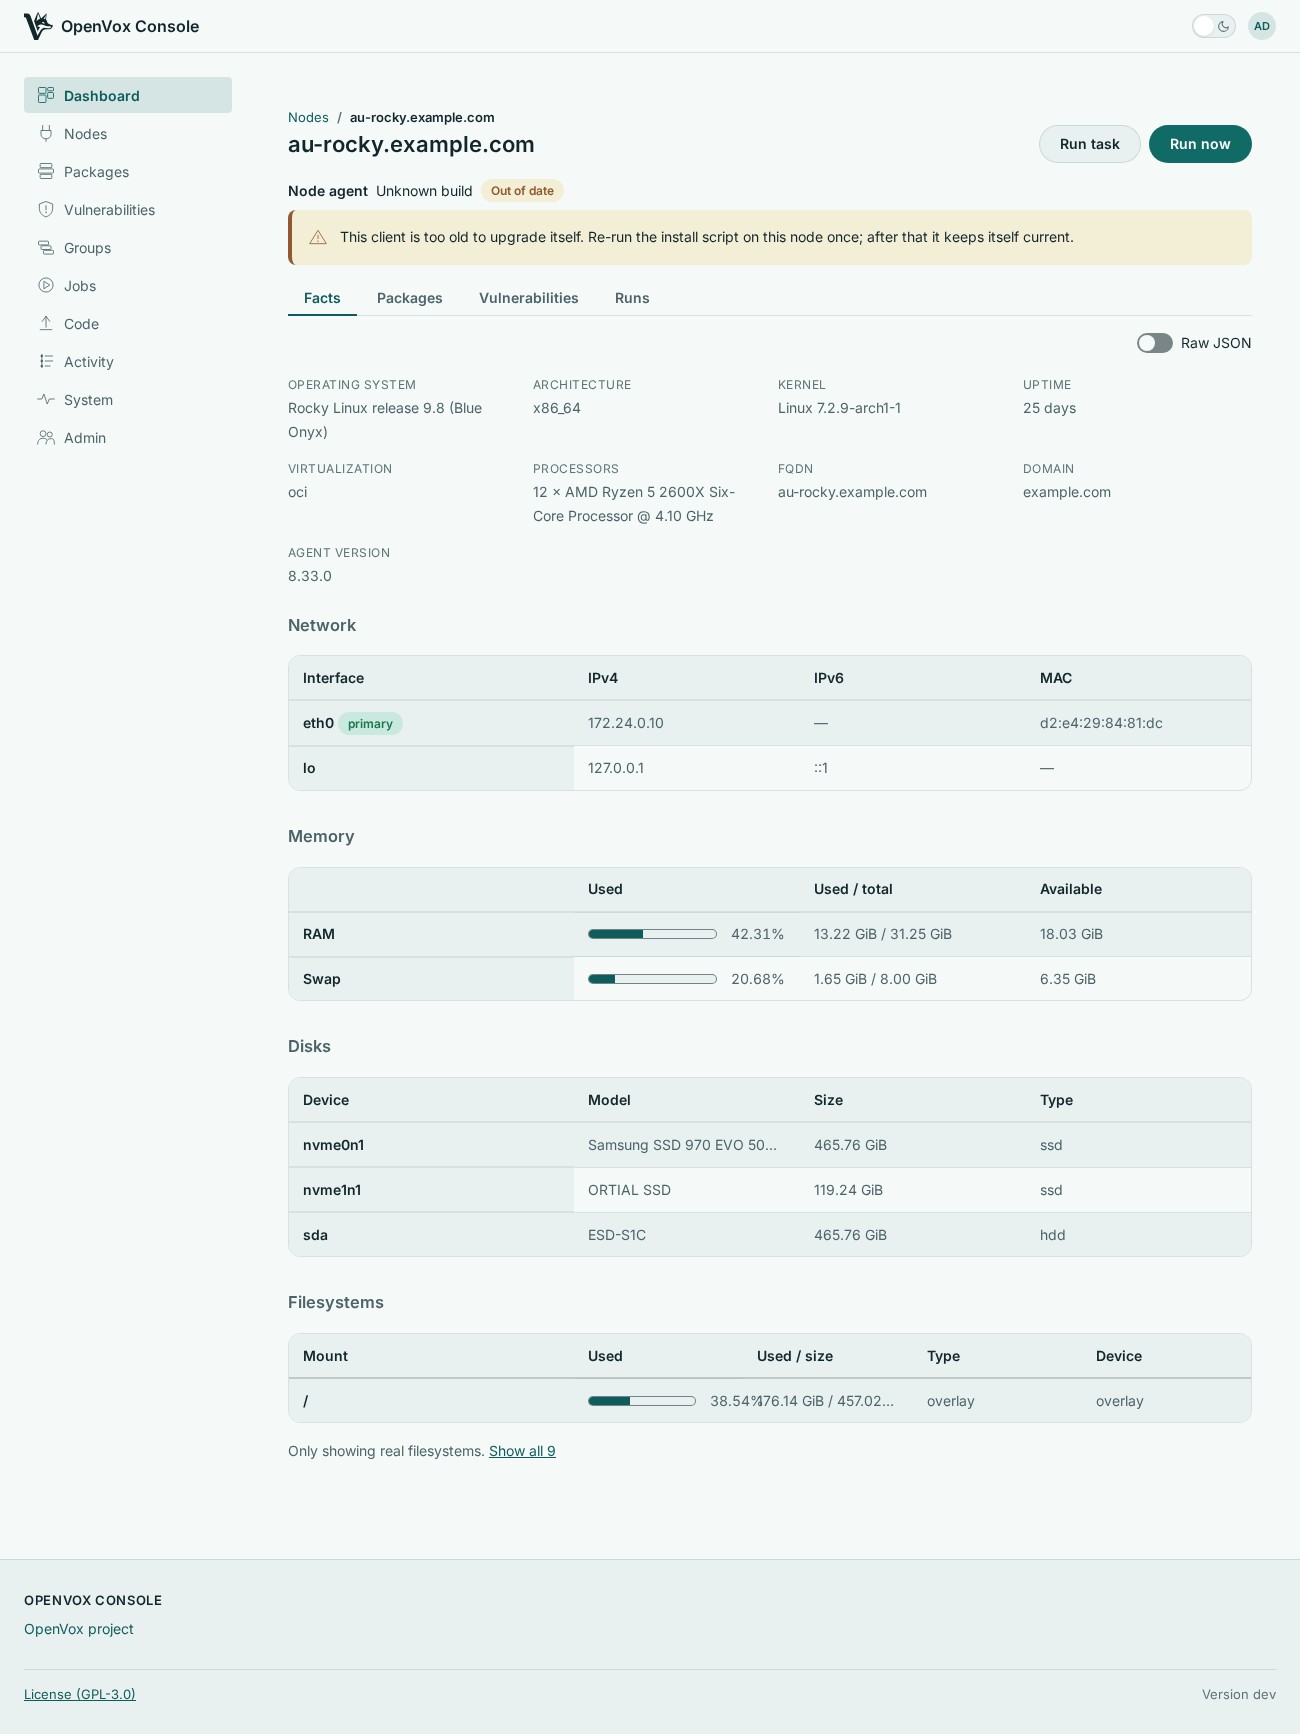 OpenVox Console
AD
Dashboard
Nodes
Packages
Vulnerabilities
Groups
Jobs
Code
Activity
System
Admin
Nodes / au-rocky.example.com
au-rocky.example.com
Run task
Run now
Node agent Unknown build Out of date
This client is too old to upgrade itself. Re-run the install script on this node once; after that it keeps itself current.
Facts Packages Vulnerabilities Runs
Raw JSON
OPERATING SYSTEM ARCHITECTURE KERNEL UPTIME
Rocky Linux release 9.8 (Blue x86_64 Linux 7.2.9-arch1-1 25 days
Onyx)
VIRTUALIZATION PROCESSORS FQDN DOMAIN
oci 12 × AMD Ryzen 5 2600X Six- au-rocky.example.com example.com
Core Processor @ 4.10 GHz
AGENT VERSION
8.33.0
Network
Interface IPv4 IPv6 MAC
eth0 primary 172.24.0.10 — d2:e4:29:84:81:dc
lo 127.0.0.1 ::1 —
Memory
Used Used / total Available
RAM 42.31% 13.22 GiB / 31.25 GiB 18.03 GiB
Swap 20.68% 1.65 GiB / 8.00 GiB 6.35 GiB
Disks
Device Model Size Type
nvme0n1 Samsung SSD 970 EVO 50... 465.76 GiB ssd
nvme1n1 ORTIAL SSD 119.24 GiB ssd
sda ESD-S1C 465.76 GiB hdd
Filesystems
Mount Used Used / size Type Device
/ 38.54% 176.14 GiB / 457.02... overlay overlay
Only showing real filesystems. Show all 9
OPENVOX CONSOLE
OpenVox project
License (GPL-3.0)
Version dev